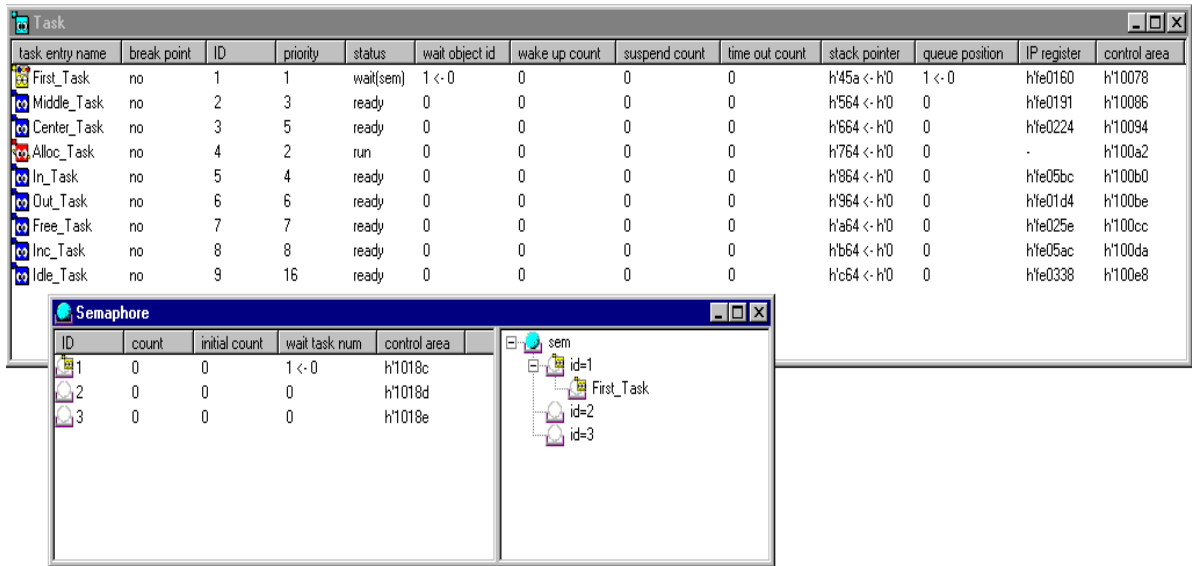 Task
task entry name break point ID priority status wait object id wake up count suspend count time out count stack pointer queue position IP register control area
First_Task no 1 1 wait(sem) 1 <- 0 0 0 0 h'45a <- h'0 1 <- 0 h'fe0160 h'10078
Middle_Task no 2 3 ready 0 0 0 0 h'564 <- h'0 0 h'fe0191 h'10086
Center_Task no 3 5 ready 0 0 0 0 h'664 <- h'0 0 h'fe0224 h'10094
Alloc_Task no 4 2 run 0 0 0 0 h'764 <- h'0 0 - h'100a2
In_Task no 5 4 ready 0 0 0 0 h'864 <- h'0 0 h'fe05bc h'100b0
Out_Task no 6 6 ready 0 0 0 0 h'964 <- h'0 0 h'fe01d4 h'100be
Free_Task no 7 7 ready 0 0 0 0 h'a64 <- h'0 0 h'fe025e h'100cc
Inc_Task no 8 8 ready 0 0 0 0 h'b64 <- h'0 0 h'fe05ac h'100da
Idle_Task no 9 16 ready 0 0 0 0 h'c64 <- h'0 0 h'fe0338 h'100e8
Semaphore
ID count initial count wait task num control area
1 0 0 1 <- 0 h'1018c
2 0 0 0 h'1018d
3 0 0 0 h'1018e
sem
id=1
First_Task
id=2
id=3